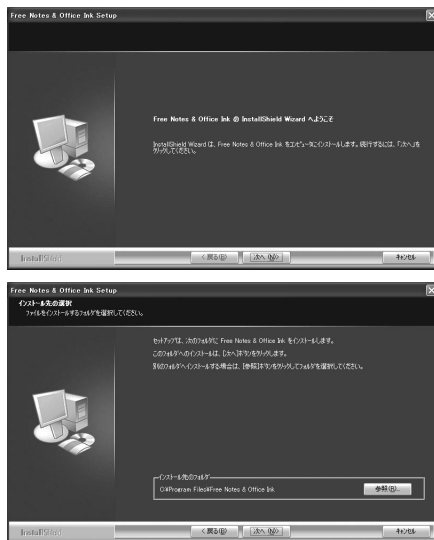 Free Notes & Office Ink Setup
Free Notes & Office Ink の InstallShield Wizard へようこそ
InstallShield Wizard は、Free Notes & Office Ink をコンピュータにインストールします。続行するには、「次へ」を
クリックしてください。
InstallShield
< 戻る(B)
次へ(N)>
キャンセル
Free Notes & Office Ink Setup
インストール先の選択
ファイルをインストールするフォルダを選択してください。
セットアップは、次のフォルダに Free Notes & Office Ink をインストールします。
このフォルダへのインストールは、[次へ]ボタンをクリックします。
別のフォルダへインストールする場合は、[参照]ボタンをクリックしてフォルダを選択してください。
インストール先のフォルダ
C:¥Program Files¥Free Notes & Office Ink
参照(R)...
InstallShield
< 戻る(B)
次へ(N)>
キャンセル